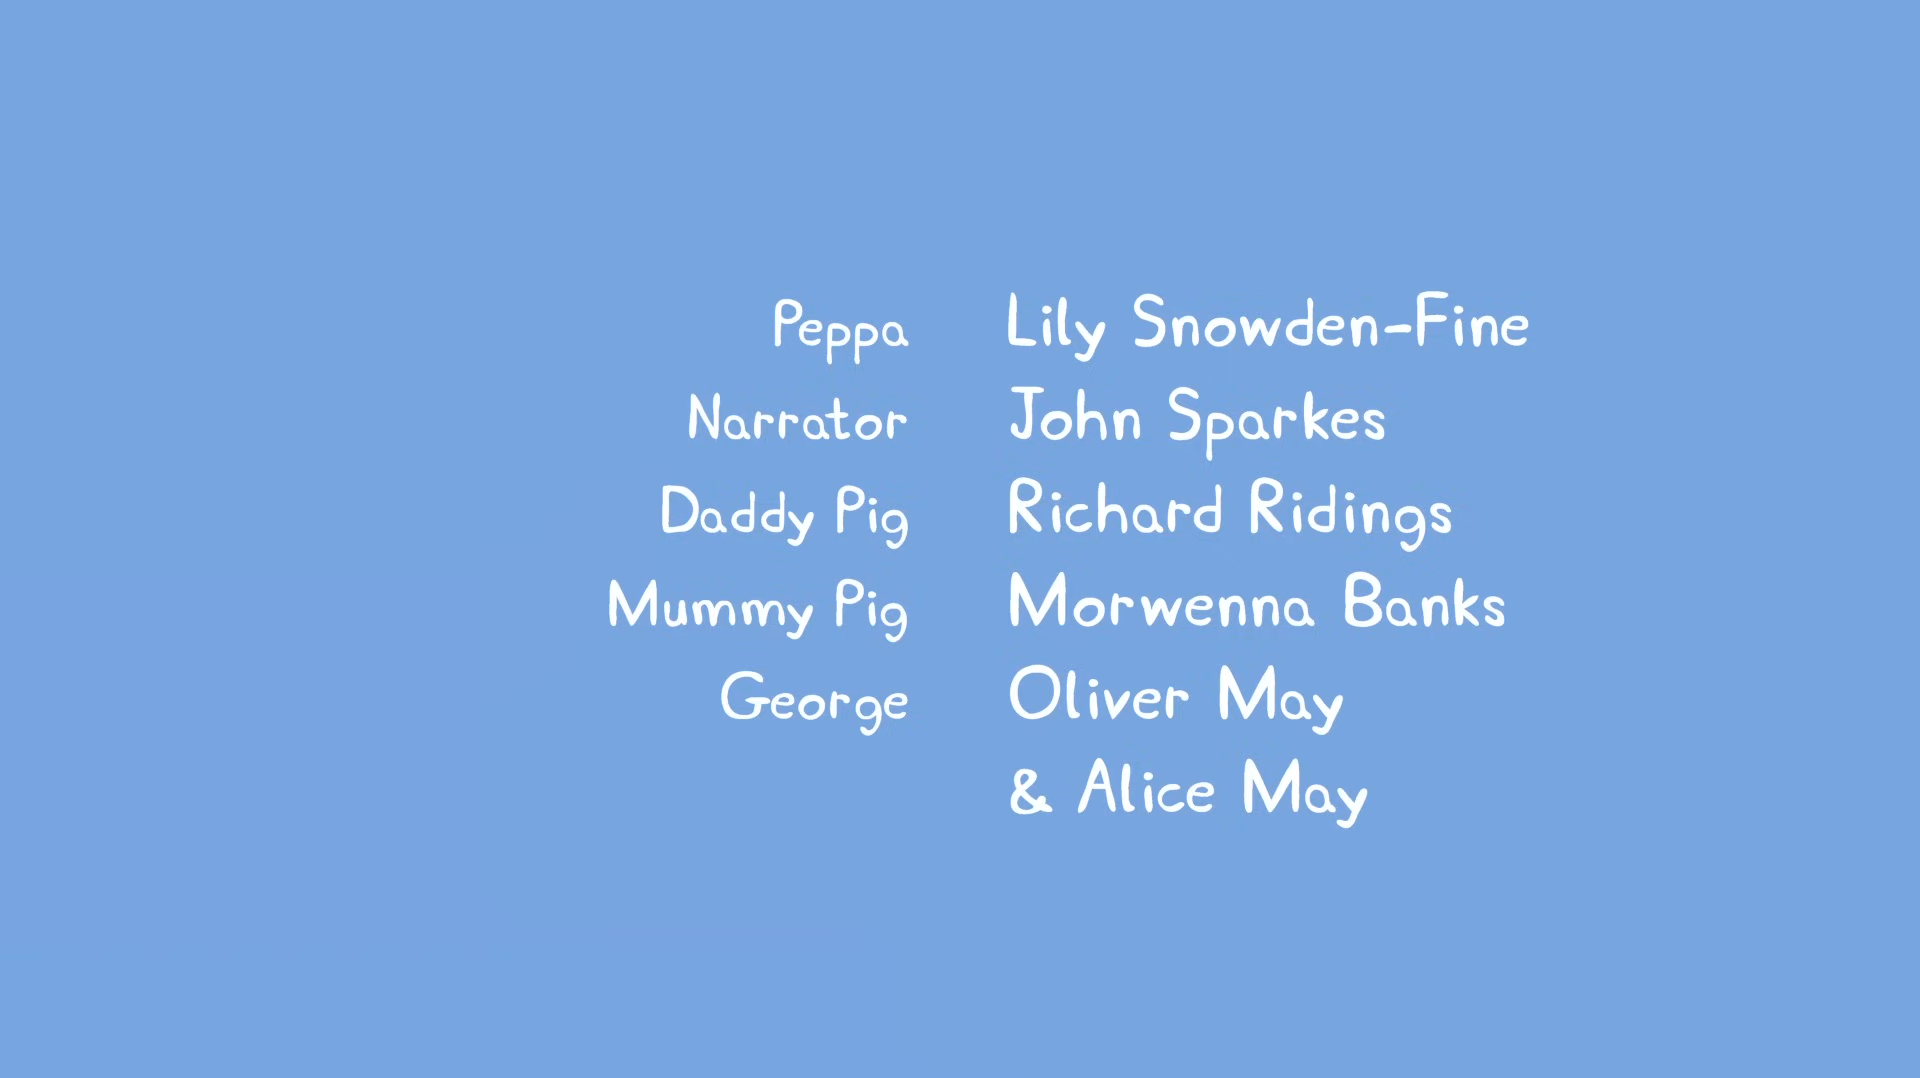 Peppa Lily Snowden-Fine
Narrator John Sparkes
Daddy Pig Richard Ridings
Mummy Pig Morwenna Banks
George Oliver May
& Alice May